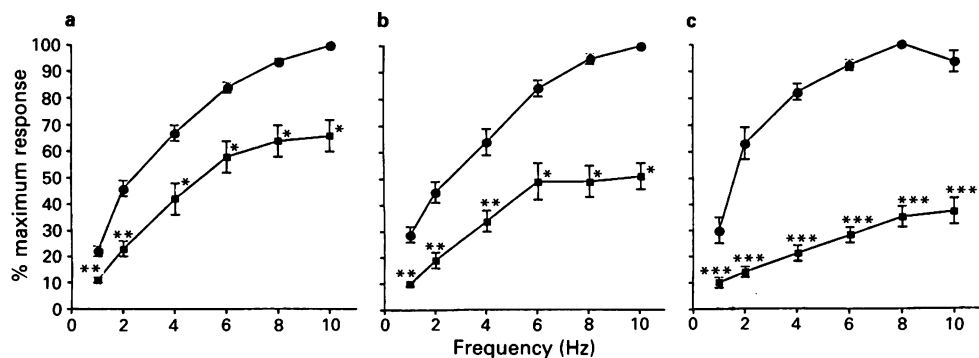 a
b
c
% maximum response
100
90
80
70
60
50
40
30
20
10
0
** ** * * * *
** ** ** * * *
*** *** *** *** *** ***
0 2 4 6 8 10
0 2 4 6 8 10
0 2 4 6 8 10
Frequency (Hz)